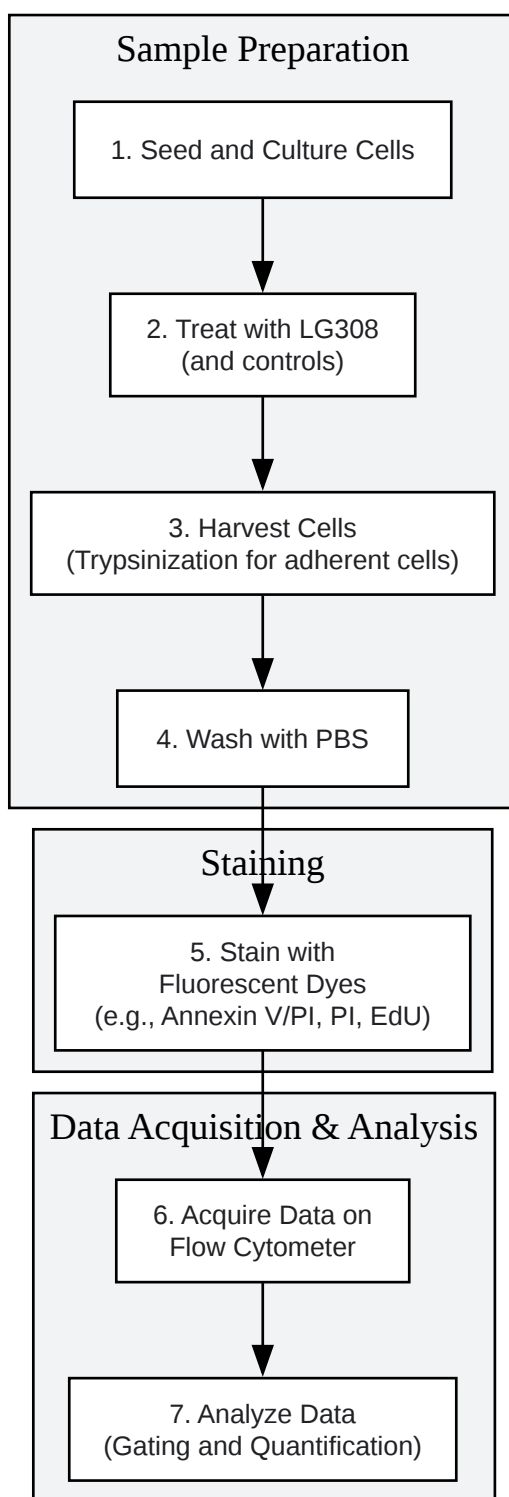 Sample Preparation
1. Seed and Culture Cells
2. Treat with LG308
(and controls)
3. Harvest Cells
(Trypsinization for adherent cells)
4. Wash with PBS
Staining
5. Stain with
Fluorescent Dyes
(e.g., Annexin V/PI, PI, EdU)
Data Acquisition & Analysis
6. Acquire Data on
Flow Cytometer
7. Analyze Data
(Gating and Quantification)